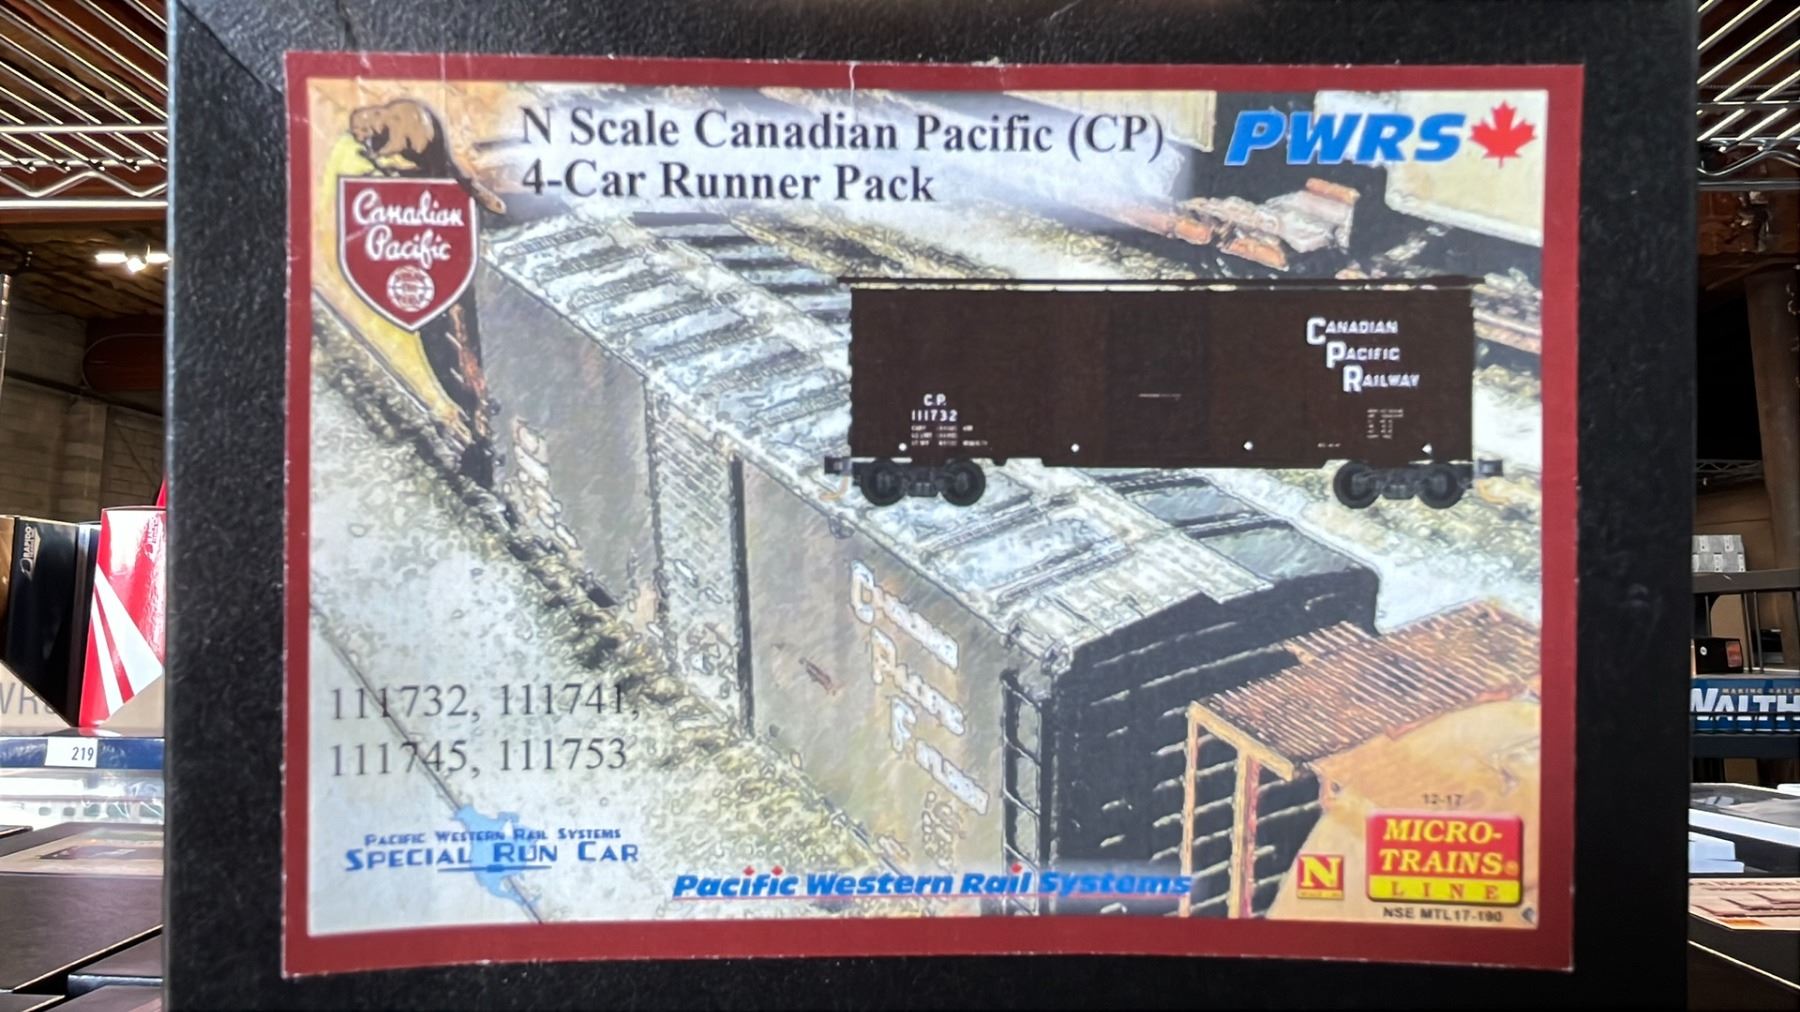 N Scale Canadian Pacific (CP)
4-Car Runner Pack
PWRS
Canadian
Pacific
CANADIAN
PACIFIC
RAILWAY
C.P.
111732
111732, 111741,
111745, 111753
PACIFIC WESTERN RAIL SYSTEMS
SPECIAL RUN CAR
Pacific Western Rail Systems
12-17
MICRO-
TRAINS®
LINE
N
NSE MTL17-190
RAPIDO
219
WALTH